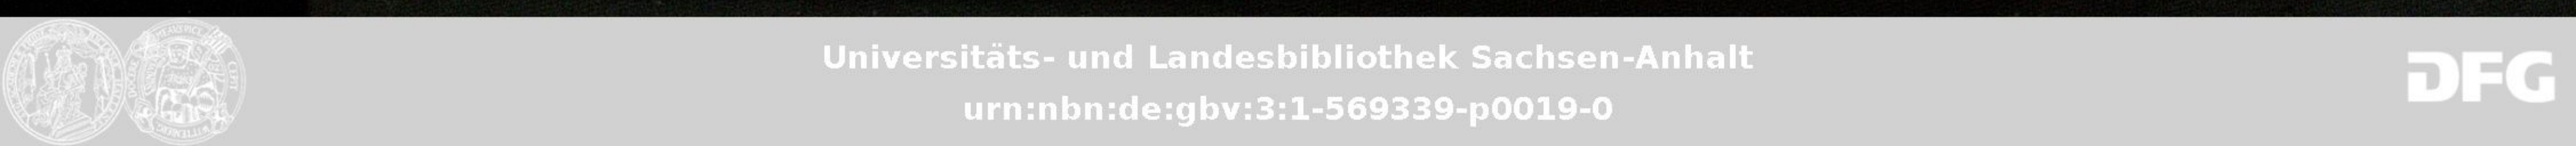 Universitäts- und Landesbibliothek Sachsen-Anhalt
urn:nbn:de:gbv:3:1-569339-p0019-0
DFG